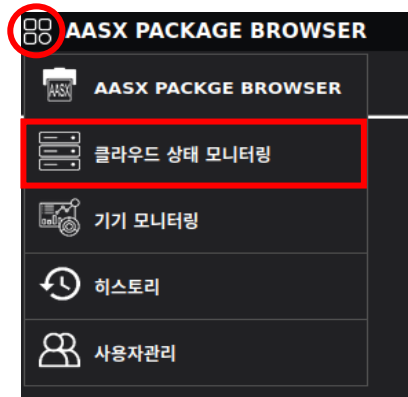 AASX PACKAGE BROWSER
AASX
AASX PACKGE BROWSER
클라우드 상태 모니터링
기기 모니터링
히스토리
사용자관리